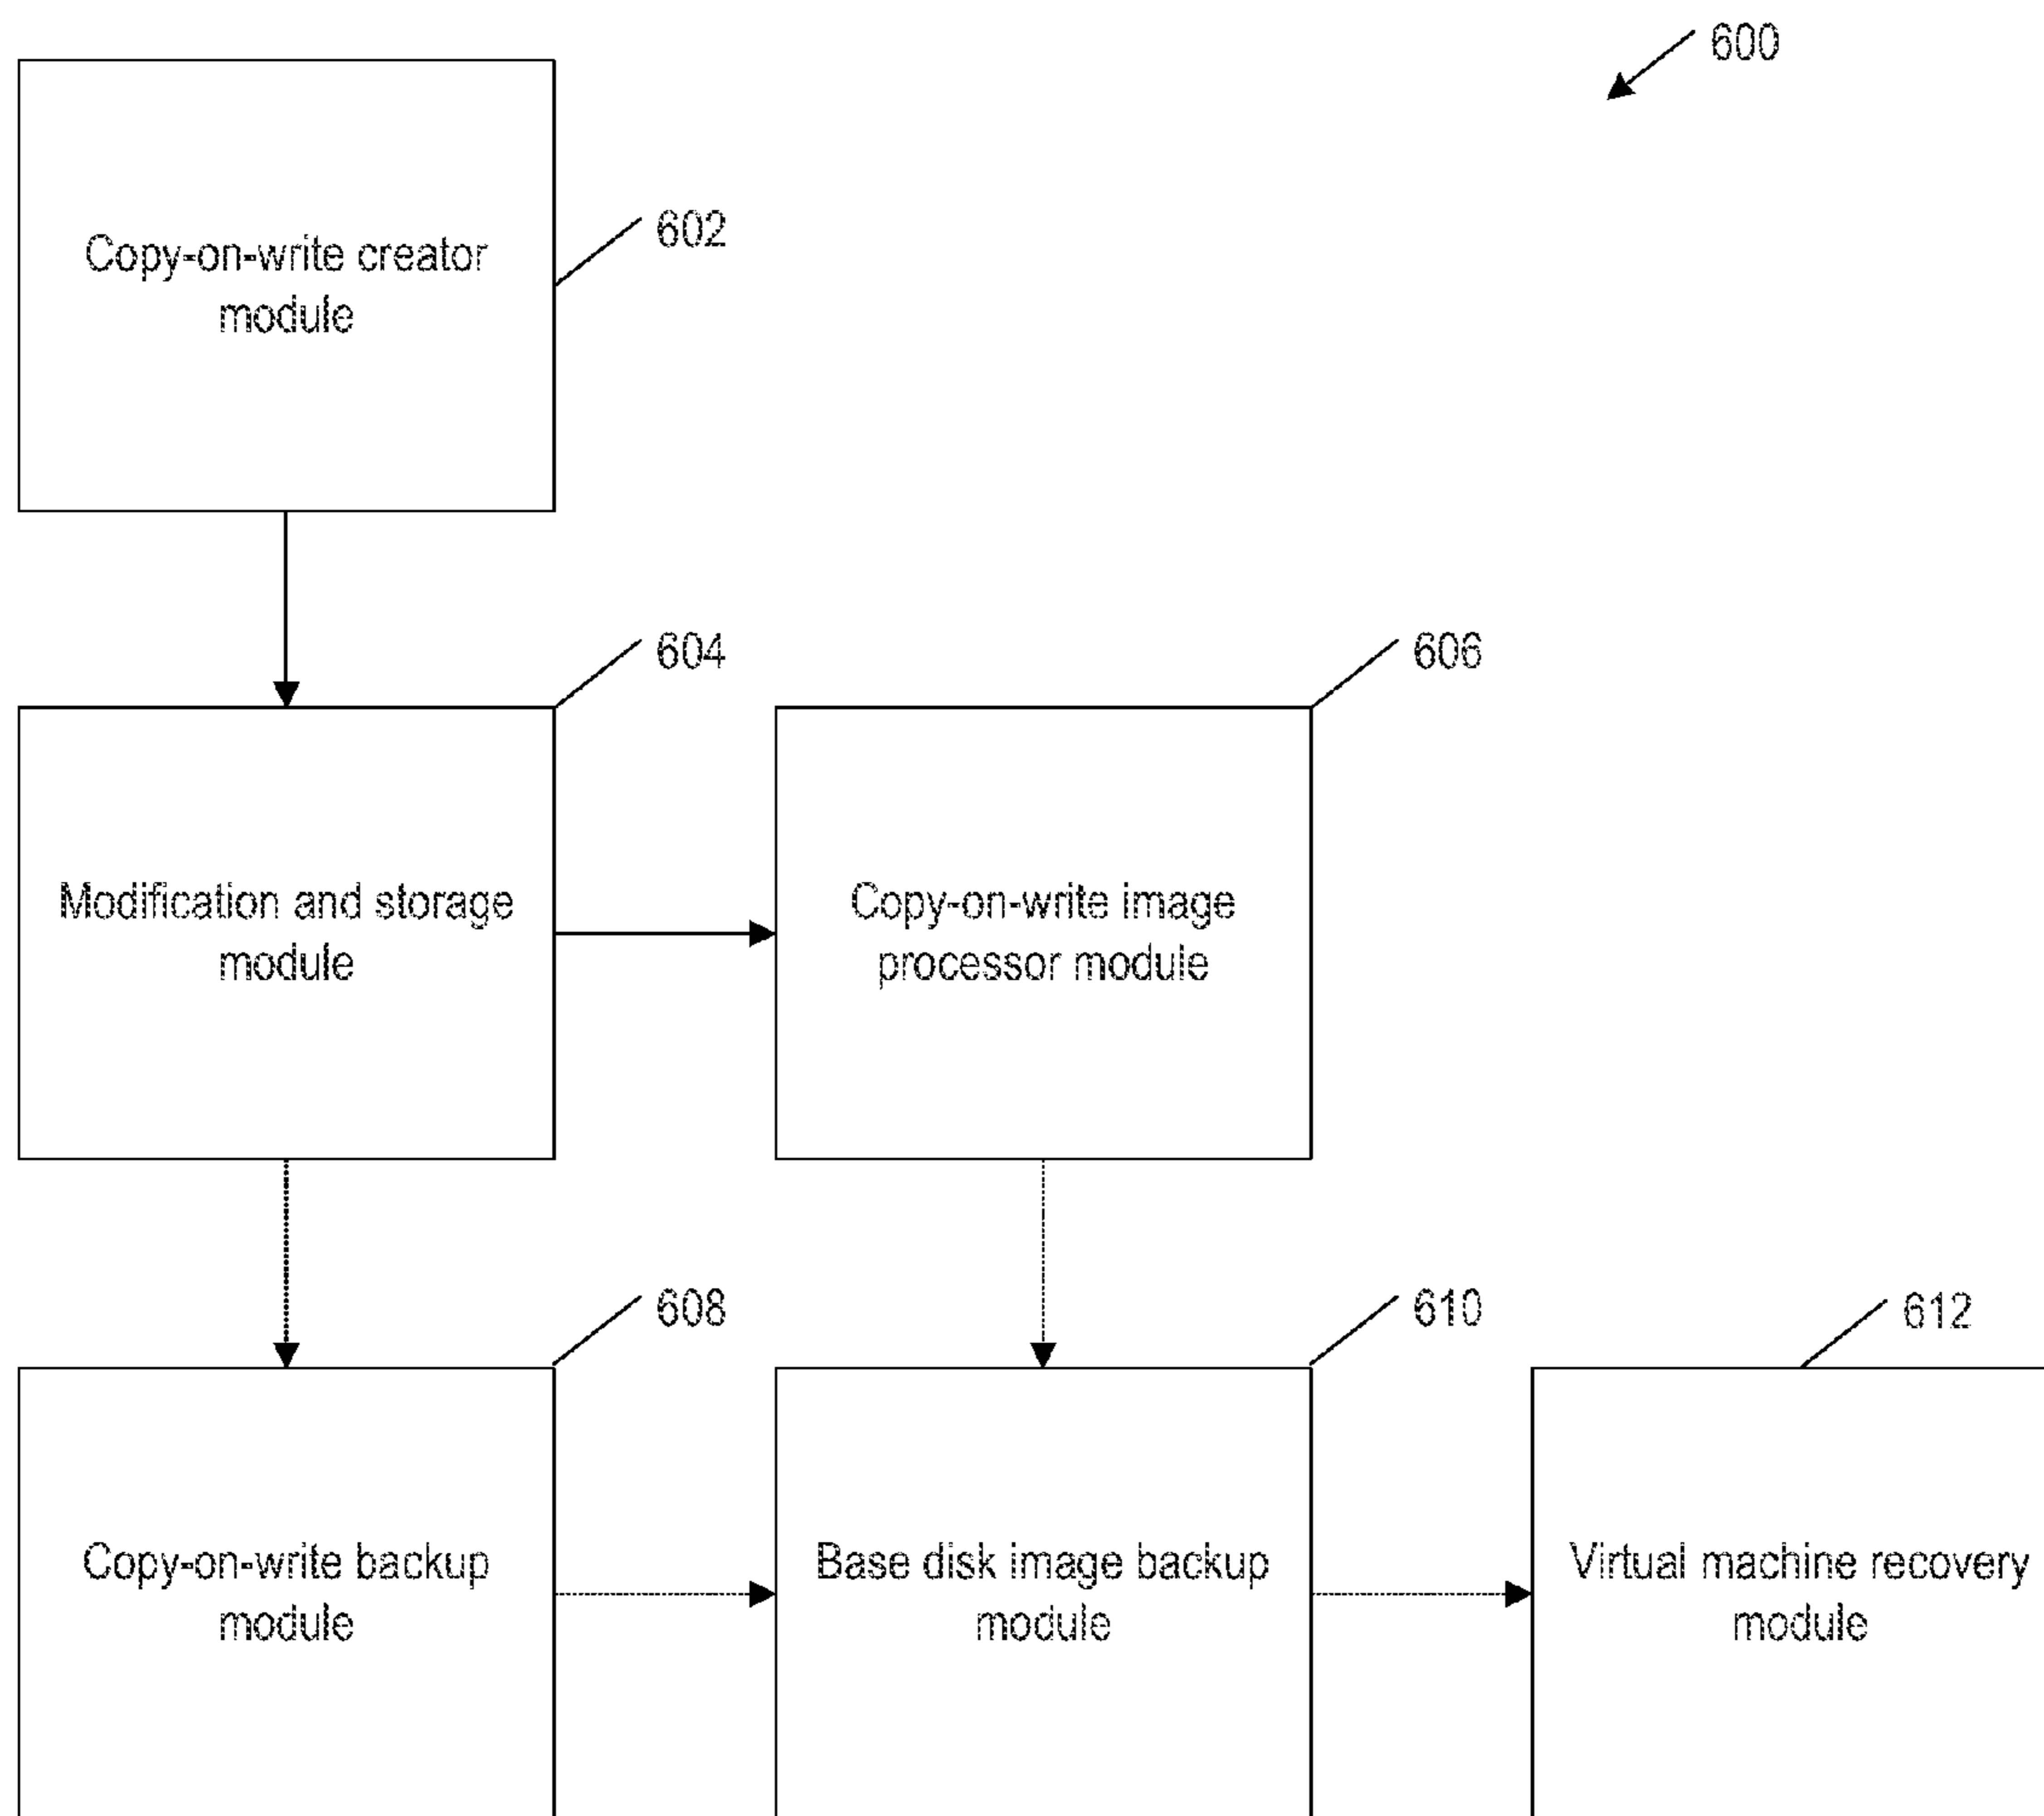 600
Copy-on-write creator
module
602
604
606
Modification and storage
module
Copy-on-write image
processor module
608
610
612
Copy-on-write backup
module
Base disk image backup
module
Virtual machine recovery
module